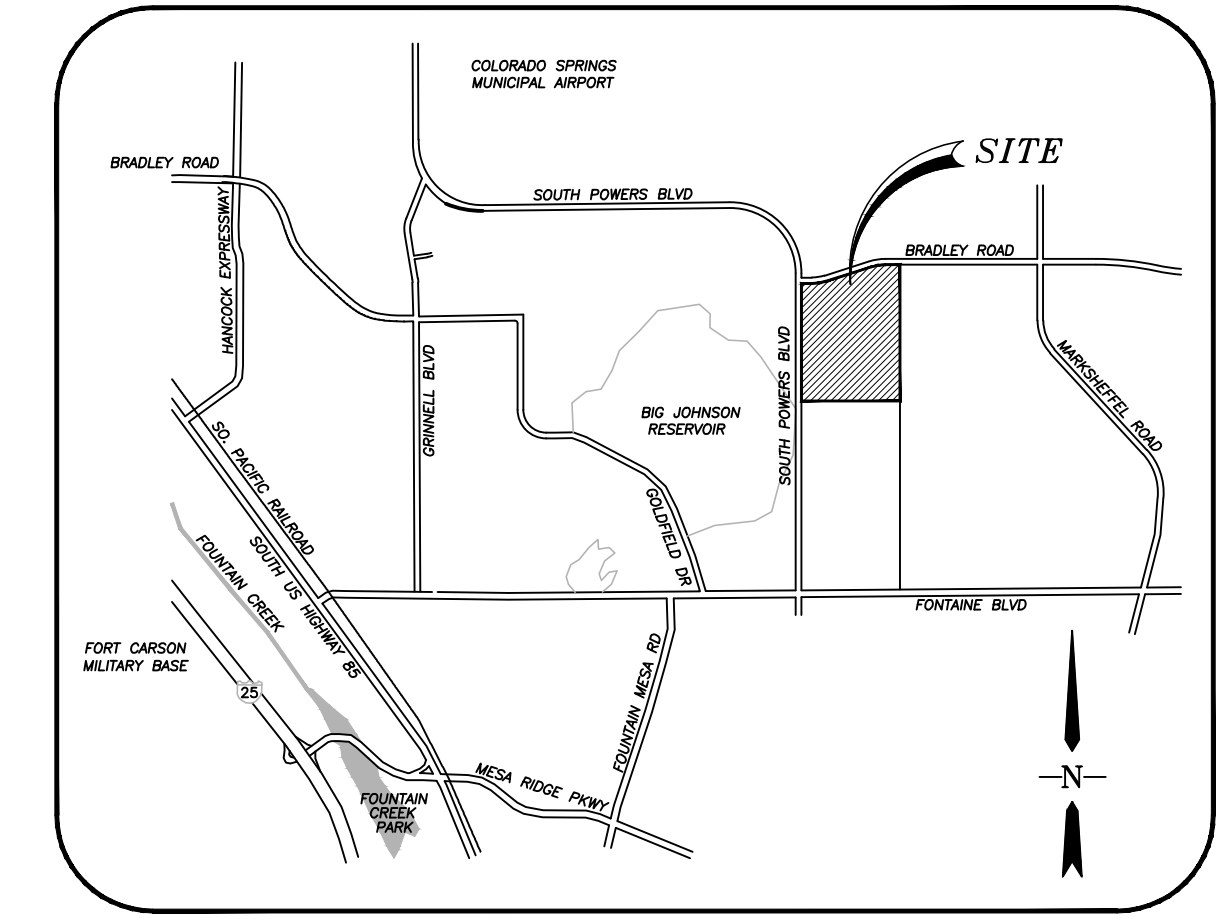 COLORADO SPRINGS
MUNICIPAL AIRPORT
SITE
BRADLEY ROAD
SOUTH POWERS BLVD
HANCOCK EXPRESSWAY
BRADLEY ROAD
GRINNELL BLVD
SOUTH POWERS BLVD
MARKSHEFFEL ROAD
BIG JOHNSON
RESERVOIR
SO. PACIFIC RAILROAD
GOLDFIELD DR
FOUNTAIN CREEK
SOUTH US HIGHWAY 85
FONTAINE BLVD
FORT CARSON
MILITARY BASE
25
FOUNTAIN MESA RD
MESA RIDGE PKWY
N
FOUNTAIN
CREEK
PARK